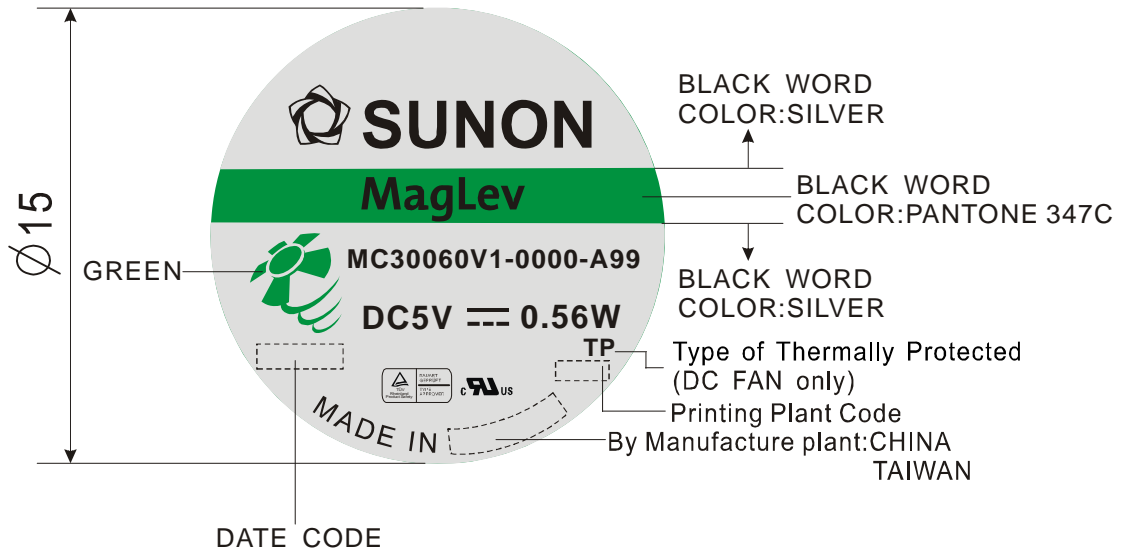 BLACK WORD
COLOR:SILVER
SUNON
MagLev
BLACK WORD
COLOR:PANTONE 347C
Ø15
GREEN
MC30060V1-0000-A99
BLACK WORD
COLOR:SILVER
DC5V 0.56W
TP
Type of Thermally Protected
(DC FAN only)
c US
Printing Plant Code
MADE IN
By Manufacture plant:CHINA
TAIWAN
DATE CODE